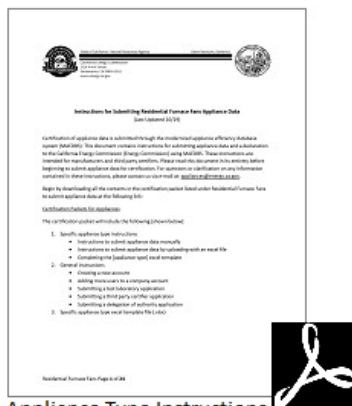 State of California - Natural Resources Agency
California Energy Commission
Instructions for Submitting Residential Furnace Fans Appliance Data
Certification of appliance data is submitted through the modernized appliance efficiency database
system (MAEDBS). This document contains instructions for submitting appliance data and a declaration
to the California Energy Commission (Energy Commission) using MAEDBS. These instructions are
intended for manufacturers and third party certifiers. Please read this document in its entirety before
beginning to submit appliance data for certification. For questions or clarification on any information
contained in these instructions, please contact us via e-mail at:
Begin by downloading all the contents in the certification packet listed under Residential Furnace Fans
to submit appliance data at the following link:
Certification Packets for Appliances
The certification packet will include the following (shown below):
1. Specific appliance type instructions
• Instructions to submit appliance data manually
• Instructions to submit appliance data by uploading with an excel file
• Completing the [appliance type] excel template
2. General instructions
• Creating a new account
• Adding more users to a company account
• Submitting a test laboratory application
• Submitting a third party certifier application
• Submitting a delegation of authority application
3. Specific appliance type excel template file (.xlsx)
Residential Furnace Fans Page 1 of 24
Appliance Type Instructions